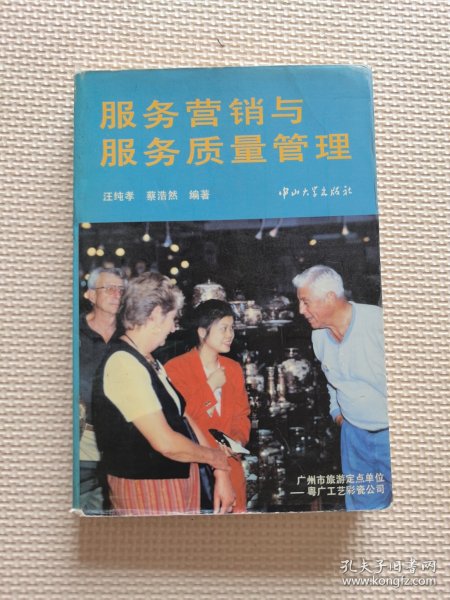 服务营销与
服务质量管理
汪纯孝 蔡浩然 编著
中山大学出版社
广州市旅游定点单位
——粤广工艺彩瓷公司
孔夫子旧书网
www.kongfz.com